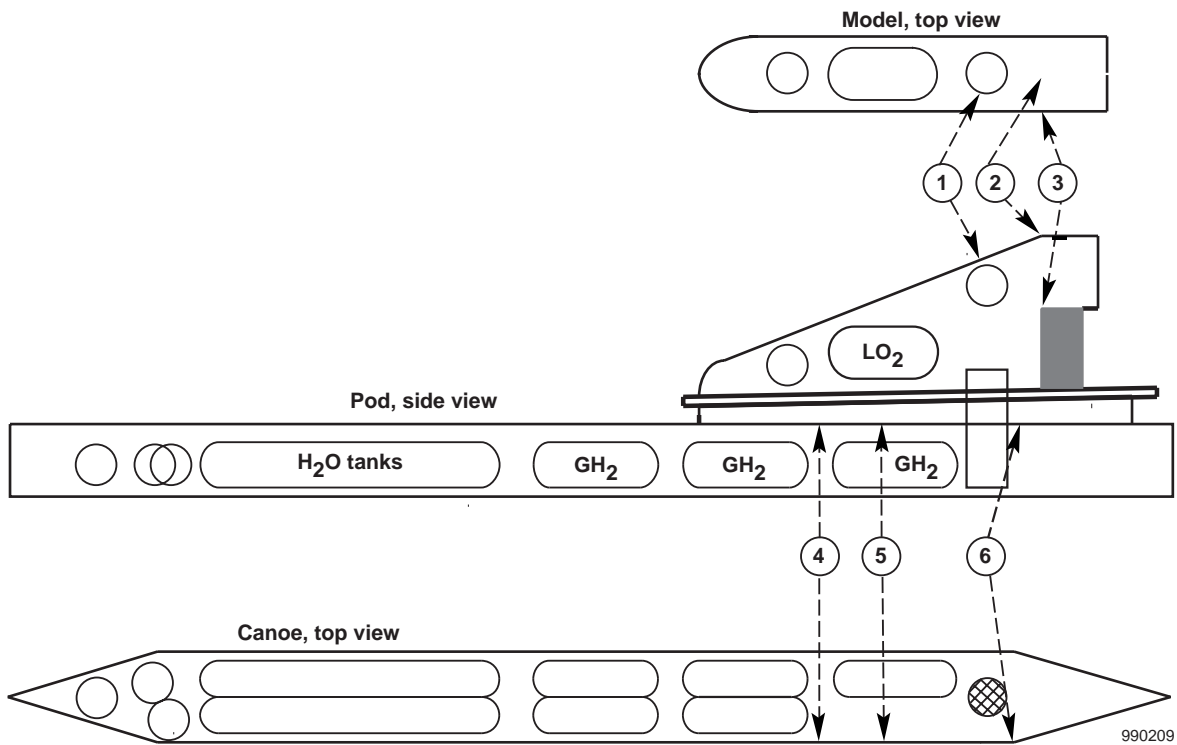 Model, top view
1
2
3
LO2
Pod, side view
H2O tanks
GH2
GH2
GH2
4
5
6
Canoe, top view
990209